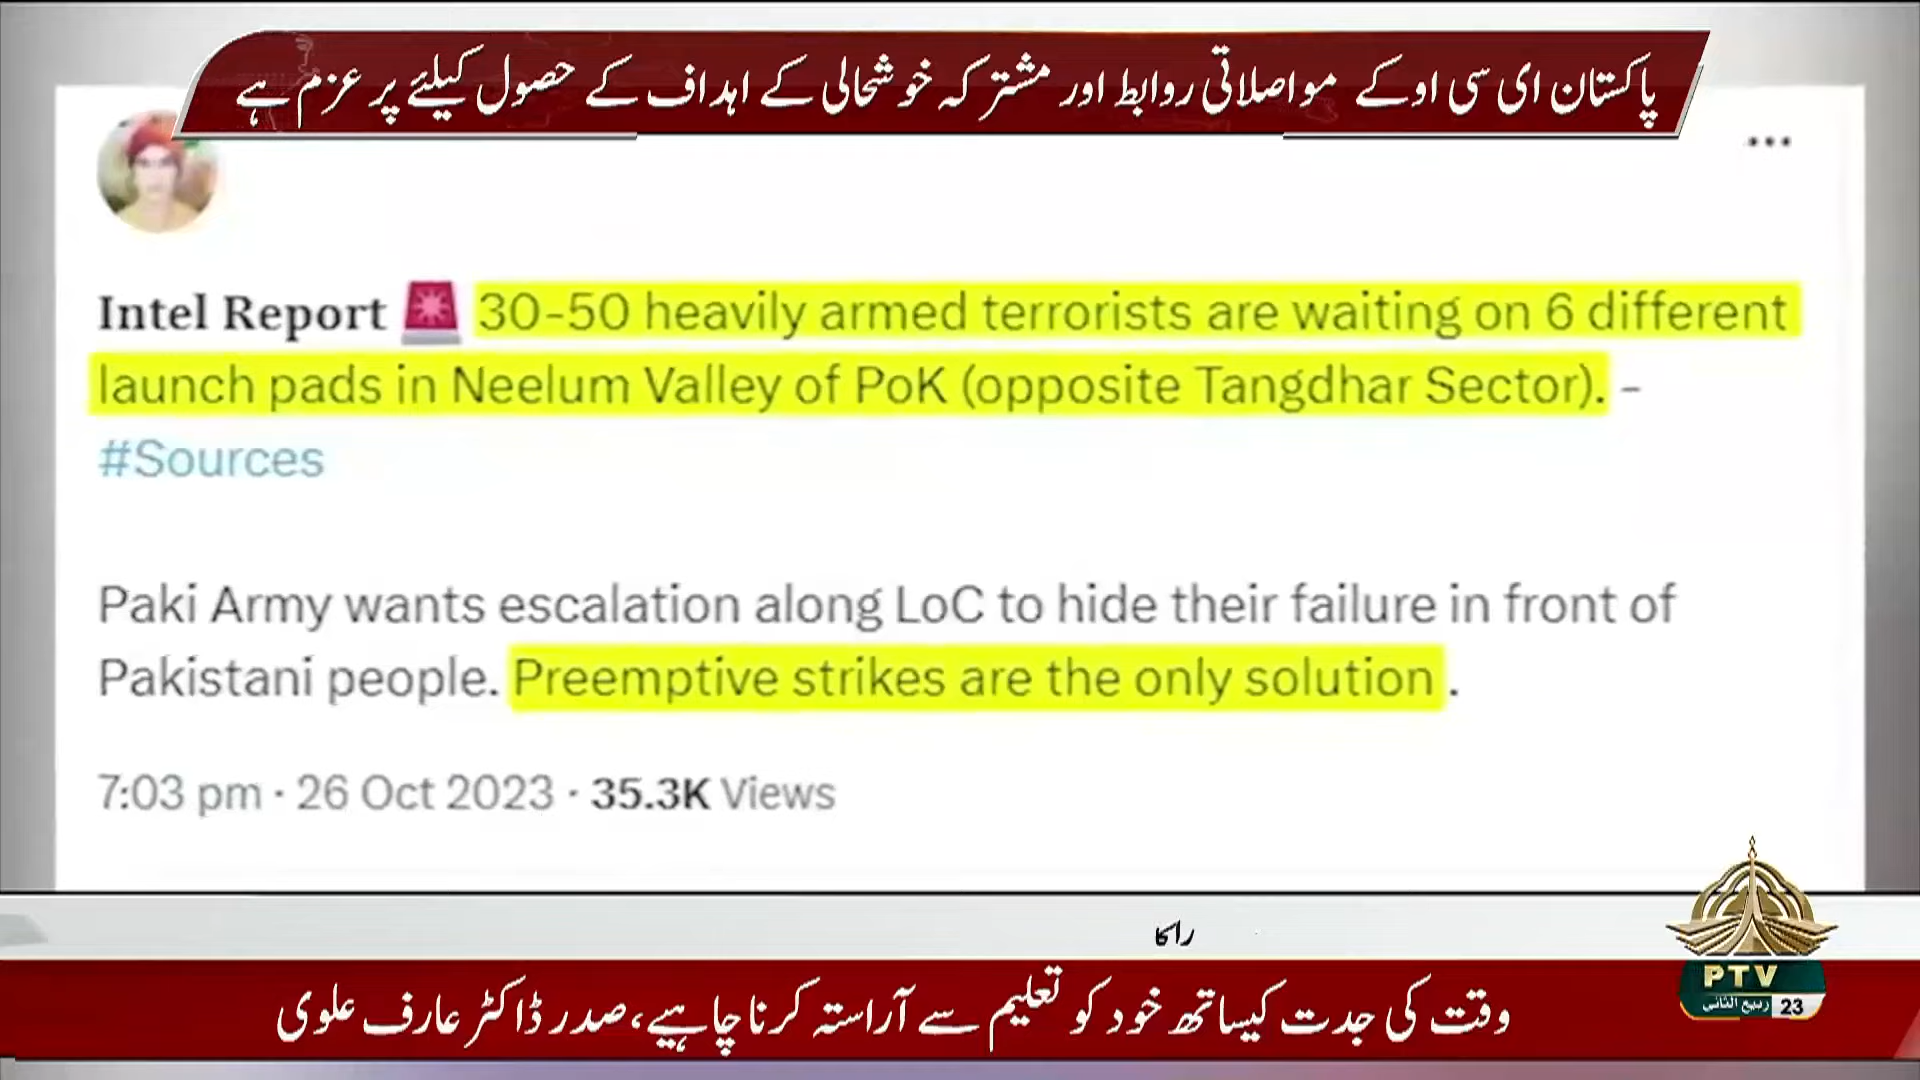 پاکستان ای سی او کے مواصلاتی روابط اور مشترکہ خوشحالی کے اہداف کے حصول کیلئے پر عزم ہے
Intel Report 🚨 30-50 heavily armed terrorists are waiting on 6 different
launch pads in Neelum Valley of PoK (opposite Tangdhar Sector). –
#Sources
Paki Army wants escalation along LoC to hide their failure in front of
Pakistani people. Preemptive strikes are the only solution .
7:03 pm · 26 Oct 2023 · 35.3K Views
راکا
PTV
23 ربیع الثانی
وقت کی جدت کیساتھ خود کو تعلیم سے آراستہ کرنا چاہیے، صدر ڈاکٹر عارف علوی